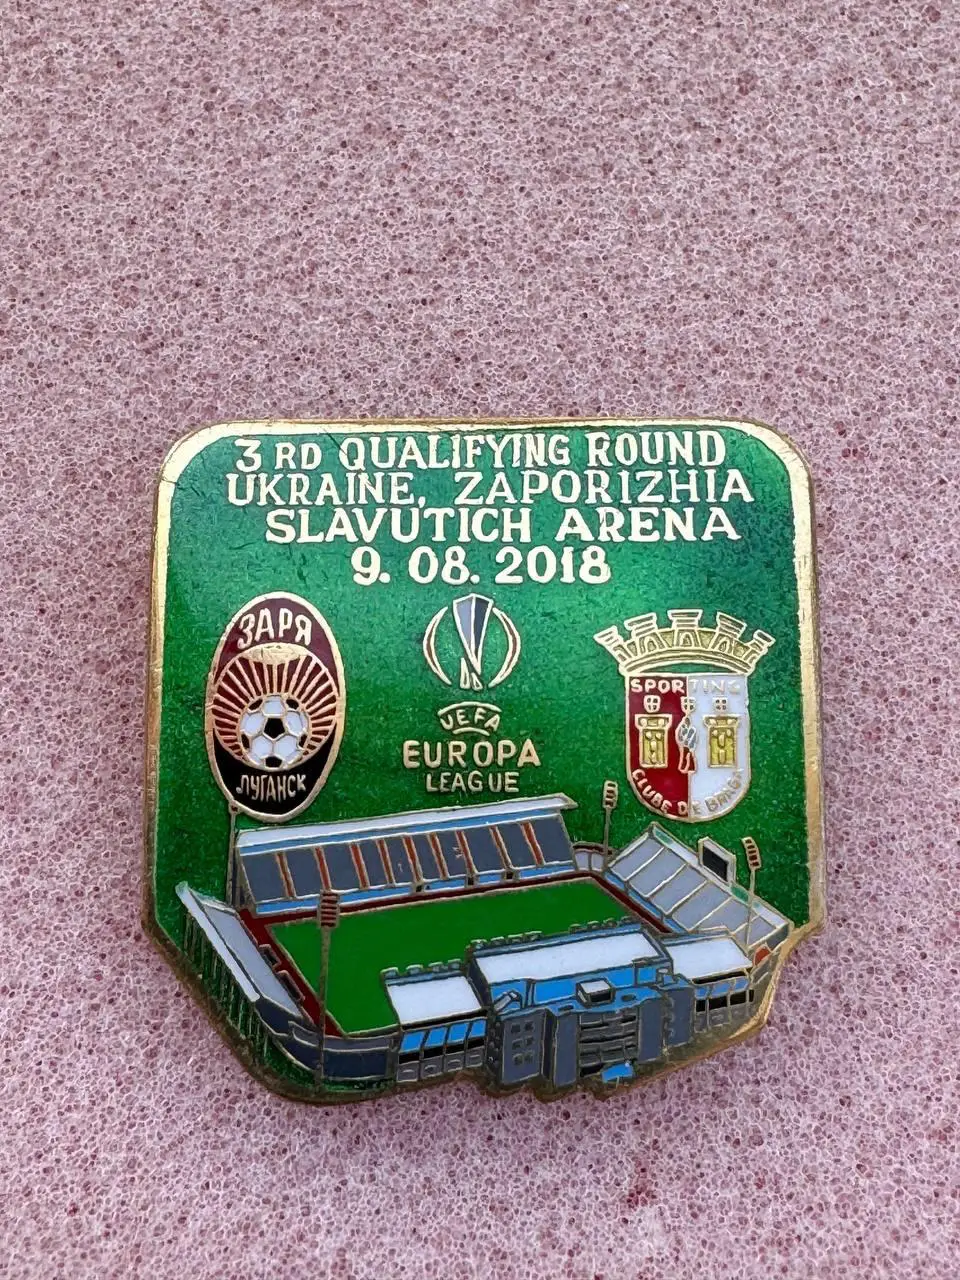 3 RD QUALIFYING ROUND
UKRAINE, ZAPORIZHIA
SLAVUTICH ARENA
9. 08. 2018
ЗАРЯ
ЛУГАНСК
UEFA
EUROPA
LEAGUE
SPORTING
CLUBE DE BRAGA